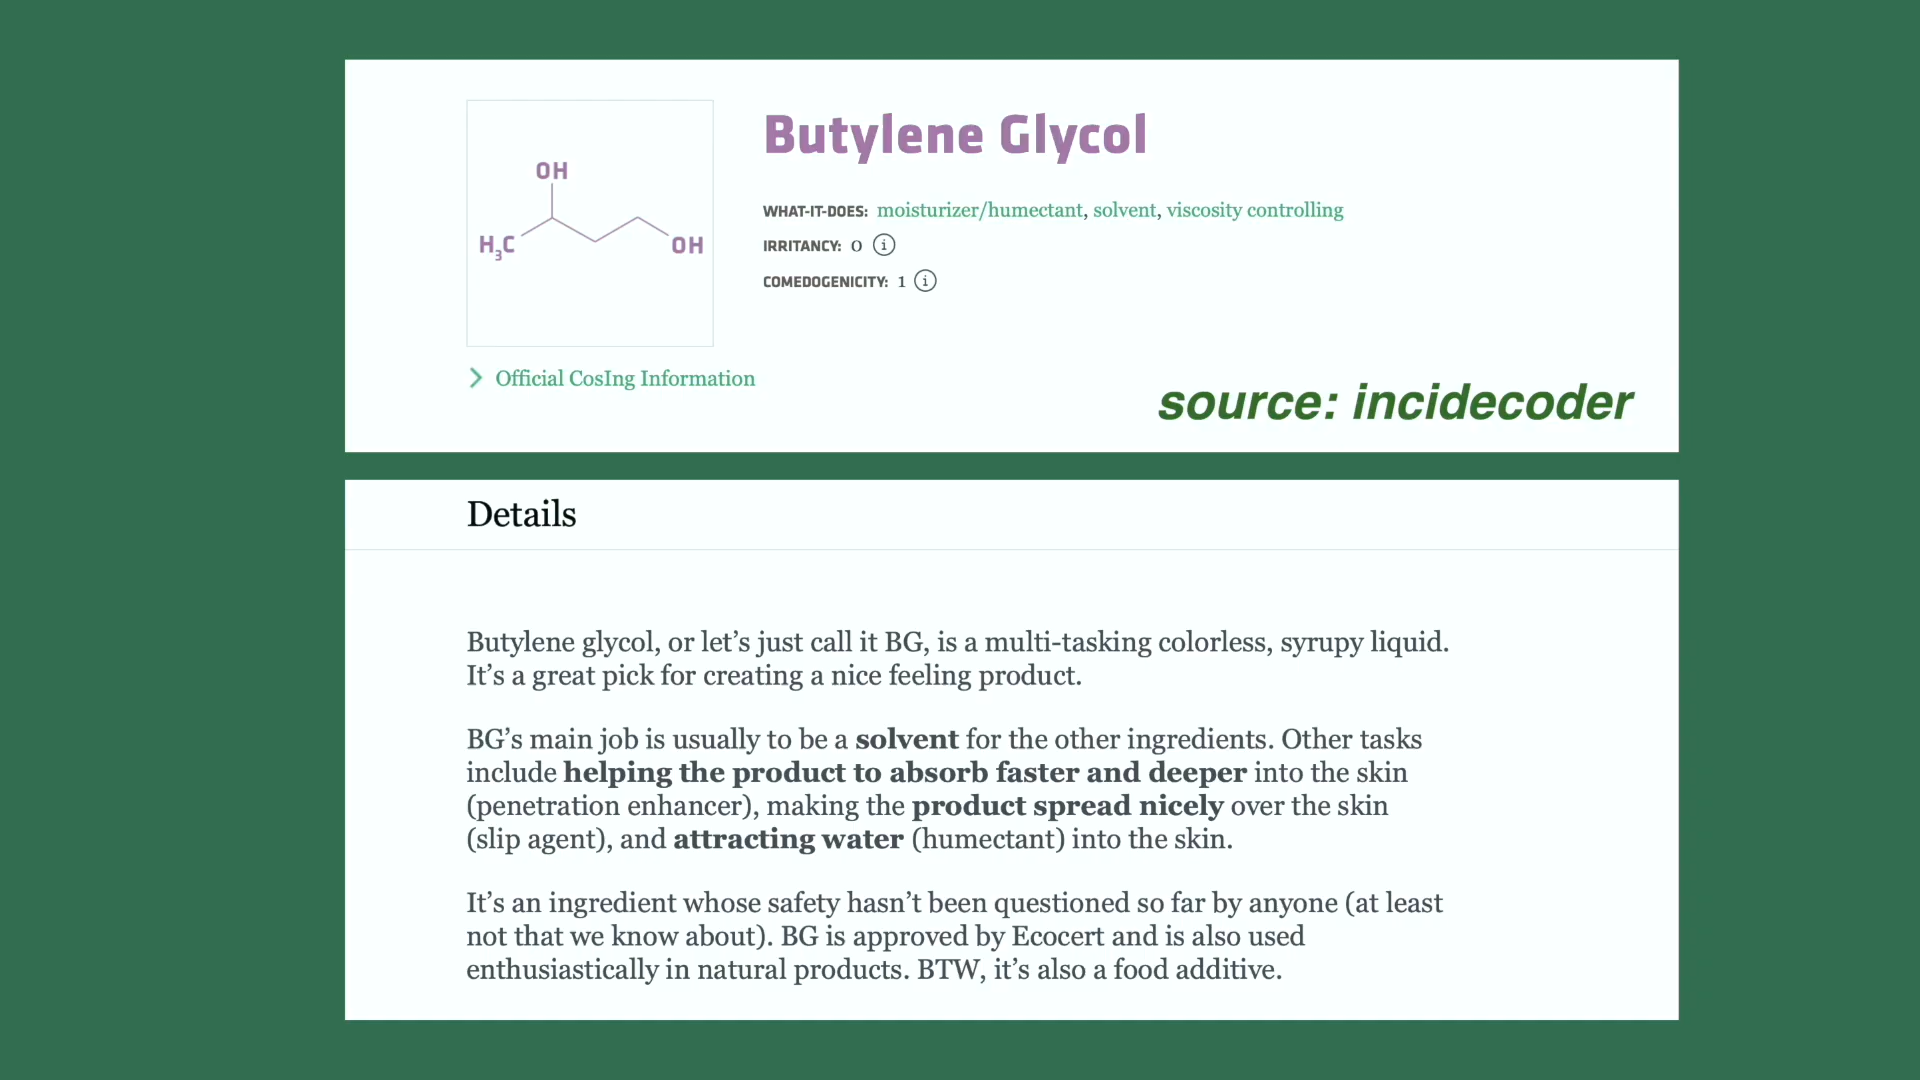 Butylene Glycol
OH
H3C
OH
WHAT-IT-DOES: moisturizer/humectant, solvent, viscosity controlling
IRRITANCY: 0 i
COMEDOGENICITY: 1 i
Official CosIng Information
source: incidecoder
Details
Butylene glycol, or let’s just call it BG, is a multi-tasking colorless, syrupy liquid.
It’s a great pick for creating a nice feeling product.
BG’s main job is usually to be a solvent for the other ingredients. Other tasks
include helping the product to absorb faster and deeper into the skin
(penetration enhancer), making the product spread nicely over the skin
(slip agent), and attracting water (humectant) into the skin.
It’s an ingredient whose safety hasn’t been questioned so far by anyone (at least
not that we know about). BG is approved by Ecocert and is also used
enthusiastically in natural products. BTW, it’s also a food additive.